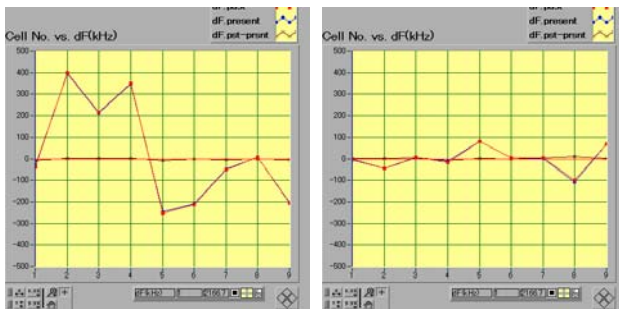 dF.present
Cell No. vs. dF(kHz)
dF.pst-prsnt
500
400
300
200
100
0
-100
-200
-300
-400
-500
1 2 3 4 5 6 7 8 9
dF.present
Cell No. vs. dF(kHz)
dF.pst-prsnt
500
400
300
200
100
0
-100
-200
-300
-400
-500
1 2 3 4 5 6 7 8 9